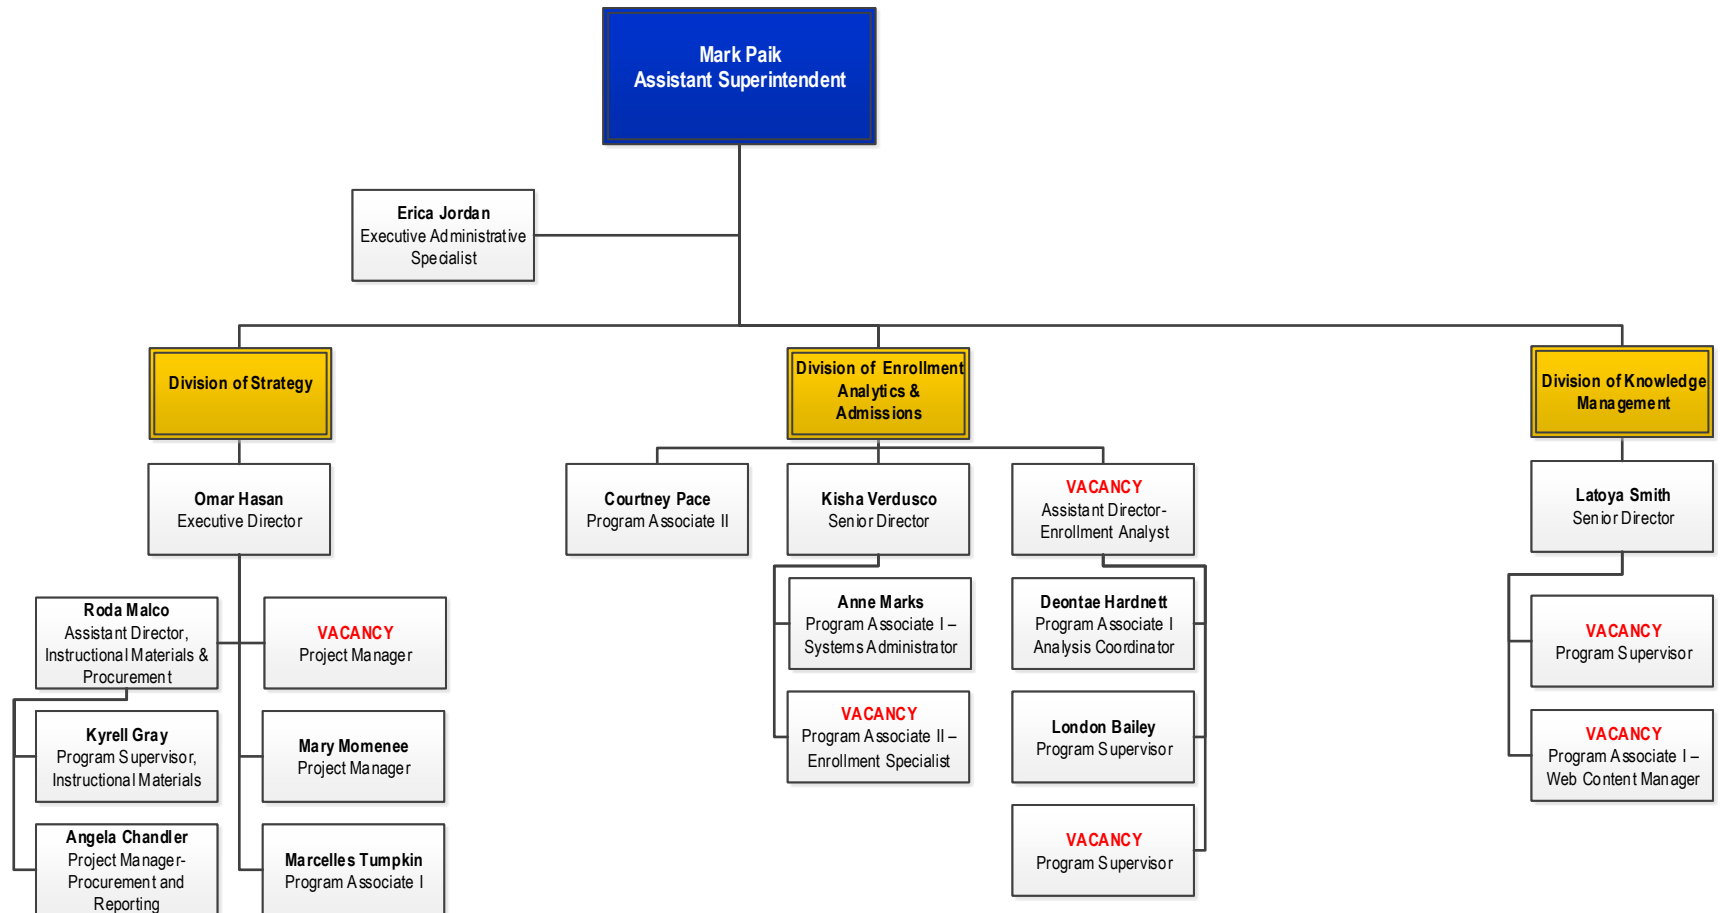 Mark Paik
Assistant Superintendent
Erica Jordan
Executive Administrative
Specialist
Division of Strategy
Division of Enrollment
Analytics &
Admissions
Division of Knowledge
Management
Omar Hasan
Executive Director
Courtney Pace
Program Associate II
Kisha Verdusco
Senior Director
VACANCY
Assistant Director-
Enrollment Analyst
Latoya Smith
Senior Director
Roda Malco
Assistant Director,
Instructional Materials &
Procurement
VACANCY
Project Manager
Kyrell Gray
Program Supervisor,
Instructional Materials
Mary Momenee
Project Manager
Angela Chandler
Project Manager-
Procurement and
Reporting
Marcelles Tumpkin
Program Associate I
Anne Marks
Program Associate I –
Systems Administrator
VACANCY
Program Associate II –
Enrollment Specialist
Deontae Hardnett
Program Associate I
Analysis Coordinator
London Bailey
Program Supervisor
VACANCY
Program Supervisor
VACANCY
Program Supervisor
VACANCY
Program Associate I –
Web Content Manager